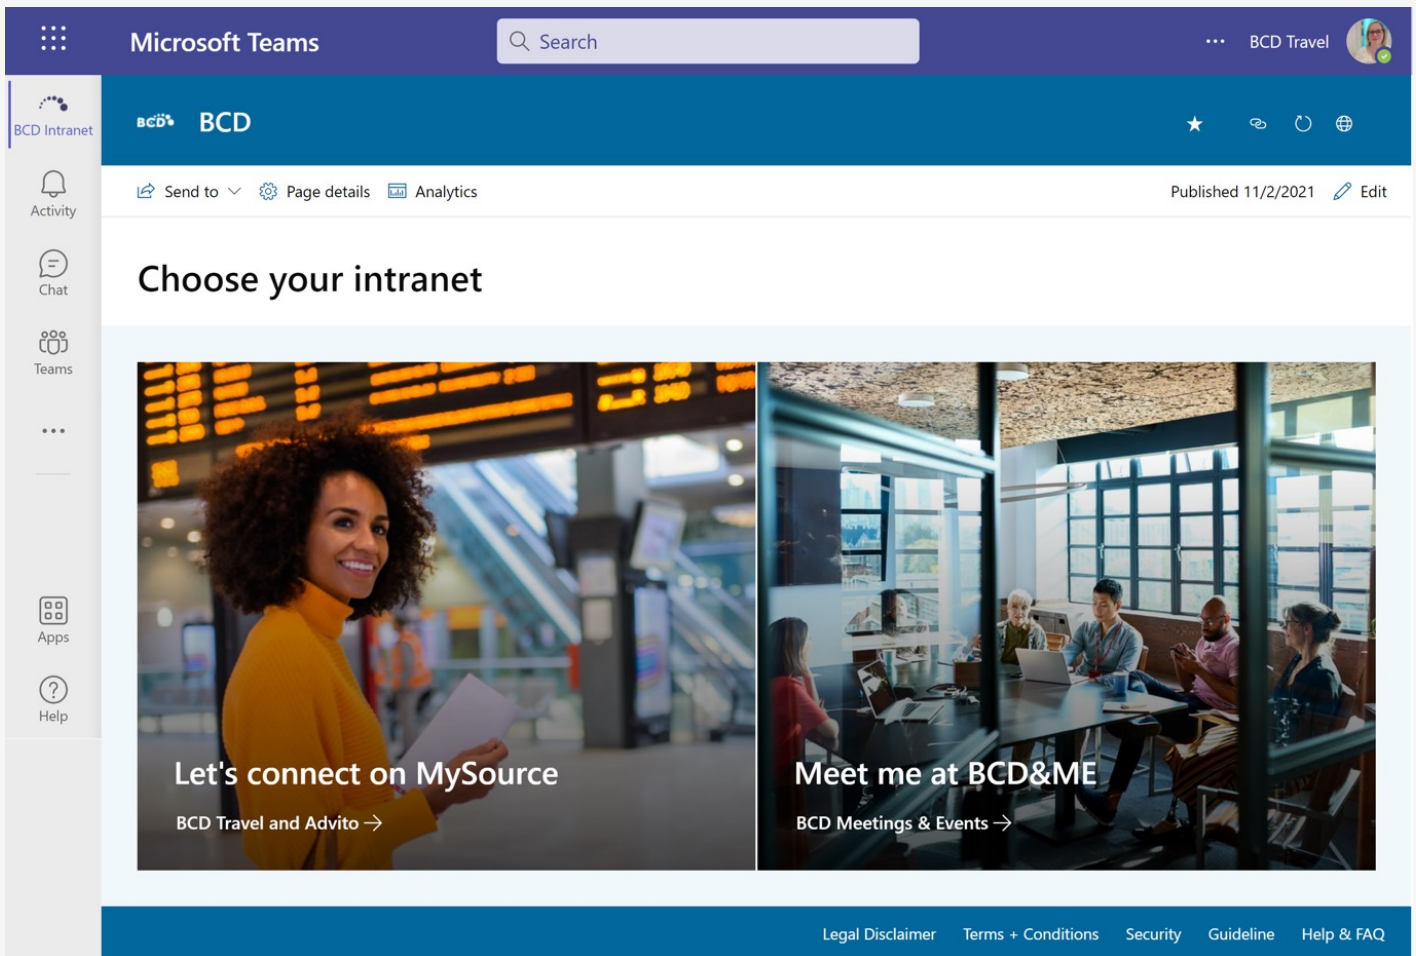 Microsoft Teams
Search
BCD Travel
BCD Intranet
BCD BCD
Send to
Page details
Analytics
Published 11/2/2021
Edit
Activity
Chat
Teams
Apps
Help
Choose your intranet
Let's connect on MySource
BCD Travel and Advito
Meet me at BCD&ME
BCD Meetings & Events
Legal Disclaimer
Terms + Conditions
Security
Guideline
Help & FAQ